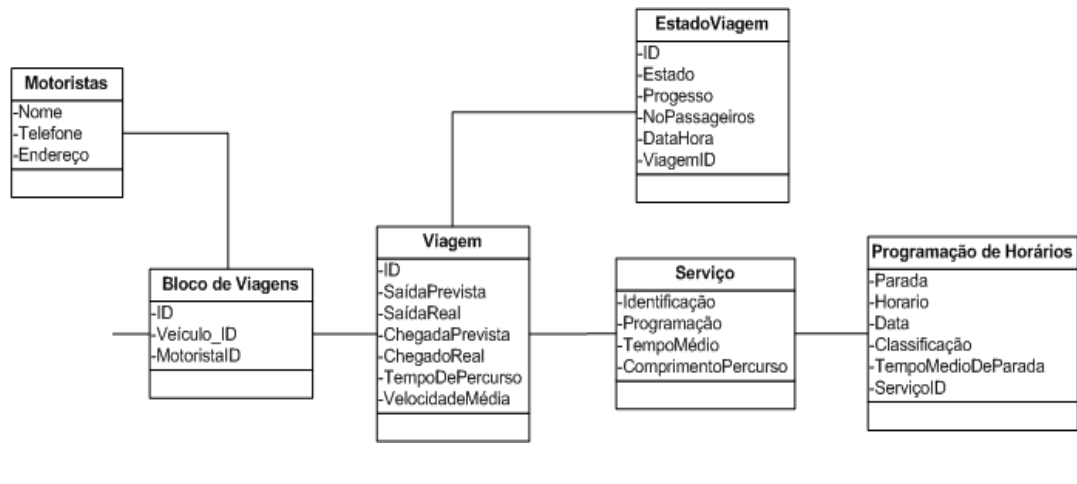 Motoristas
-Nome
-Telefone
-Endereço
Bloco de Viagens
-ID
-Veículo_ID
-MotoristaID
Viagem
-ID
-SaídaPrevista
-SaídaReal
-ChegadaPrevista
-ChegadoReal
-TempoDePercurso
-VelocidadeMédia
EstadoViagem
-ID
-Estado
-Progesso
-NoPassageiros
-DataHora
-ViagemID
Serviço
-Identificação
-Programação
-TempoMédio
-ComprimentoPercurso
Programação de Horários
-Parada
-Horario
-Data
-Classificação
-TempoMedioDeParada
-ServiçoID